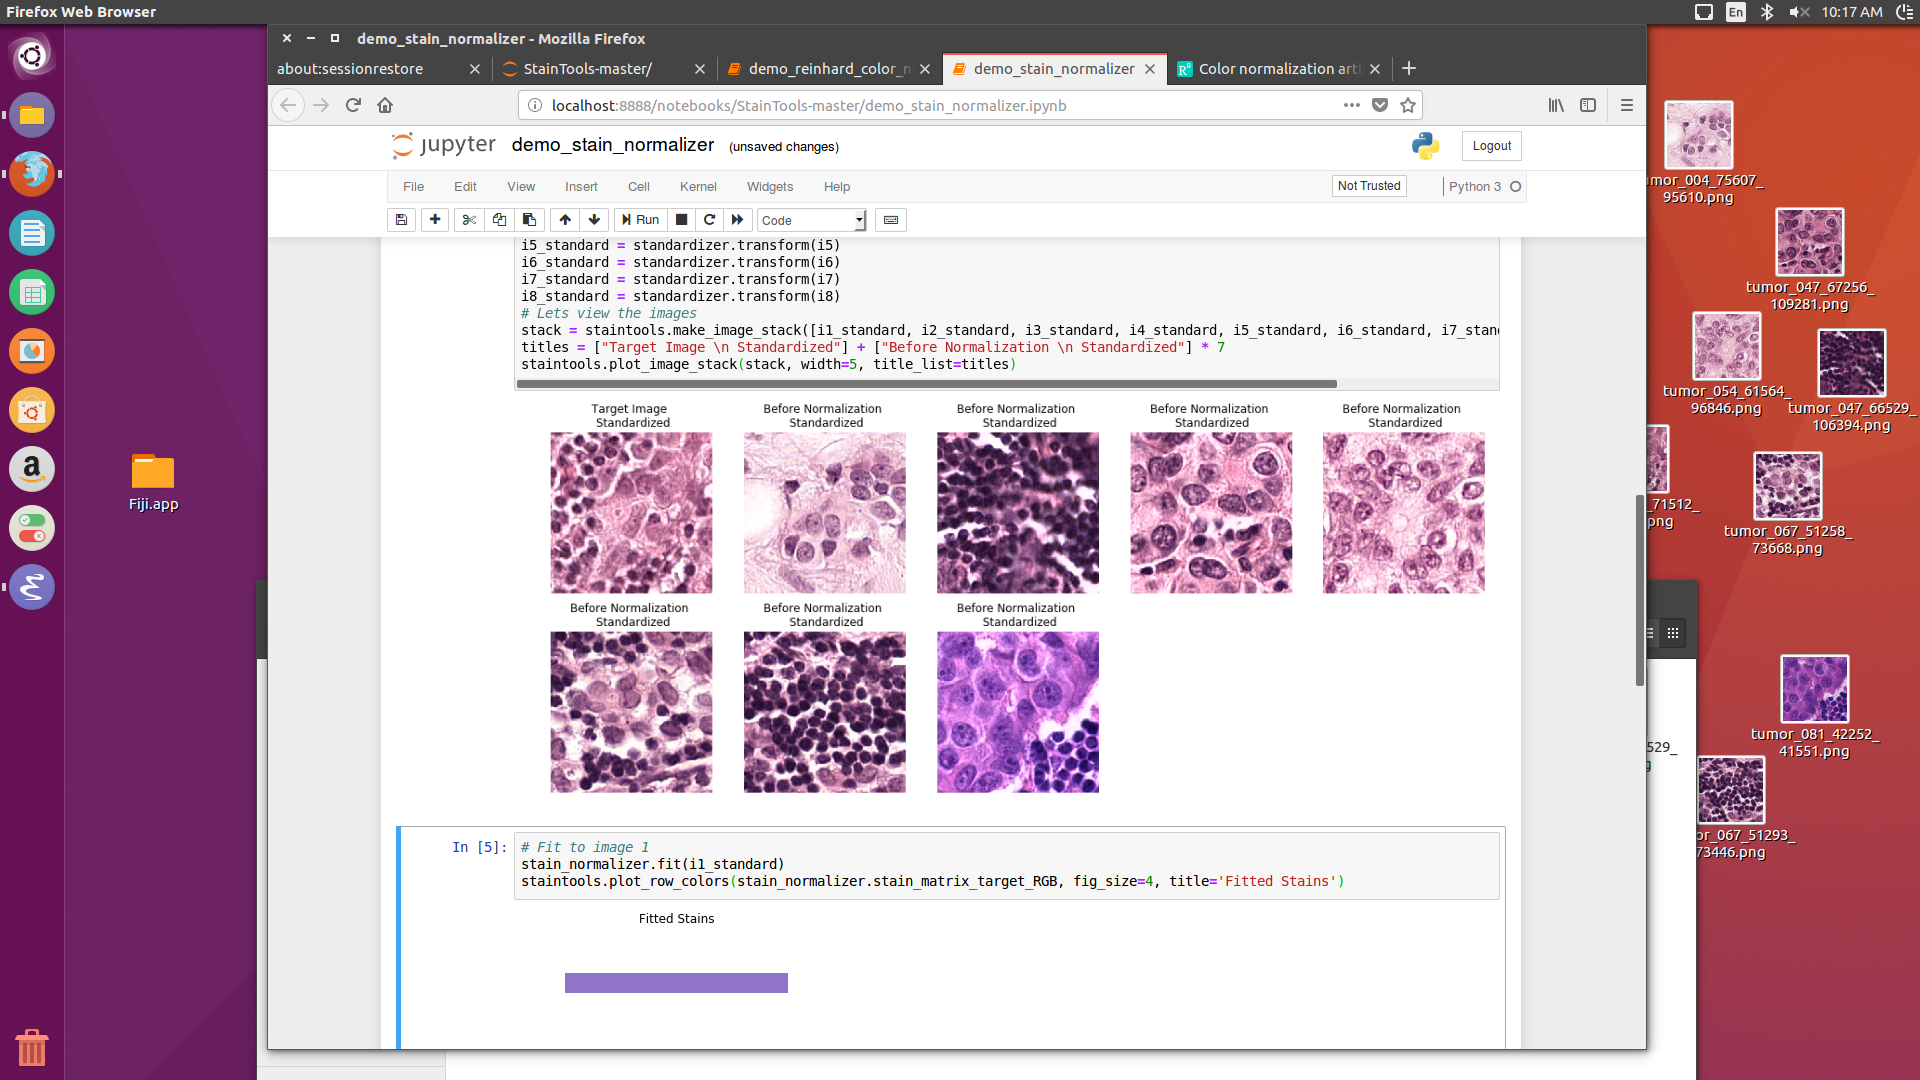 Firefox Web Browser
En
10:17 AM
demo_stain_normalizer - Mozilla Firefox
about:sessionrestore
StainTools-master/
demo_reinhard_color_n
demo_stain_normalizer
Color normalization arti
localhost:8888/notebooks/StainTools-master/demo_stain_normalizer.ipynb
jupyter demo_stain_normalizer (unsaved changes)
Logout
File Edit View Insert Cell Kernel Widgets Help
Not Trusted
Python 3
Run
Code
i5_standard = standardizer.transform(i5)
i6_standard = standardizer.transform(i6)
i7_standard = standardizer.transform(i7)
i8_standard = standardizer.transform(i8)
# Lets view the images
stack = staintools.make_image_stack([i1_standard, i2_standard, i3_standard, i4_standard, i5_standard, i6_standard, i7_stan
titles = ["Target Image \n Standardized"] + ["Before Normalization \n Standardized"] * 7
staintools.plot_image_stack(stack, width=5, title_list=titles)
Target Image
Standardized
Before Normalization
Standardized
Before Normalization
Standardized
Before Normalization
Standardized
Before Normalization
Standardized
Before Normalization
Standardized
Before Normalization
Standardized
Before Normalization
Standardized
In [5]:
# Fit to image 1
stain_normalizer.fit(i1_standard)
staintools.plot_row_colors(stain_normalizer.stain_matrix_target_RGB, fig_size=4, title='Fitted Stains')
Fitted Stains
Fiji.app
umor_004_75607_
95610.png
tumor_047_67256_
109281.png
tumor_054_61564_
96846.png
tumor_047_66529_
106394.png
_71512_
png
tumor_067_51258_
73668.png
tumor_081_42252_
41551.png
529_
or_067_51293_
73446.png